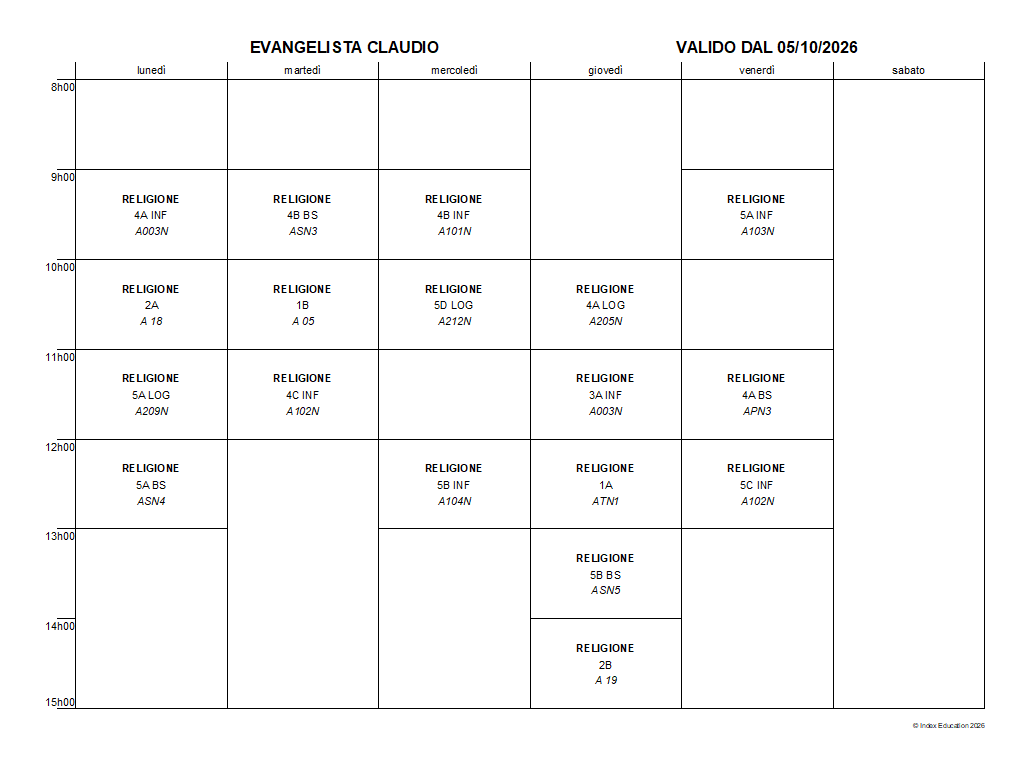 EVANGELISTA CLAUDIO VALIDO DAL 05/10/2026
lunedì martedì mercoledì giovedì venerdì sabato
8h00
9h00
RELIGIONE RELIGIONE RELIGIONE RELIGIONE
4A INF 4B BS 4B INF 5A INF
A003N ASN3 A101N A103N
10h00
RELIGIONE RELIGIONE RELIGIONE RELIGIONE
2A 1B 5D LOG 4A LOG
A 18 A 05 A212N A205N
11h00
RELIGIONE RELIGIONE RELIGIONE RELIGIONE
5A LOG 4C INF 3A INF 4A BS
A209N A102N A003N APN3
12h00
RELIGIONE RELIGIONE RELIGIONE RELIGIONE
5A BS 5B INF 1A 5C INF
ASN4 A104N ATN1 A102N
13h00
RELIGIONE
5B BS
ASN5
14h00
RELIGIONE
2B
A 19
15h00
© Index Education 2026